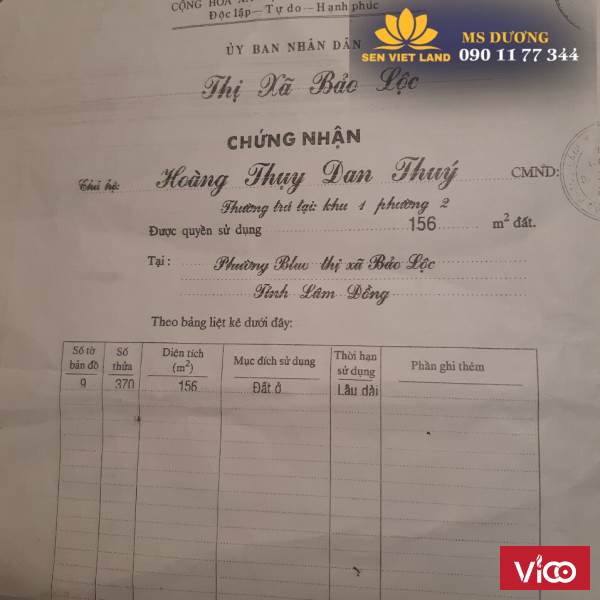 CỘNG HÒA
Độc lập – Tự do – Hạnh phúc
SEN VIET LAND
MS DƯƠNG
090 11 77 344
ỦY BAN NHÂN DÂN
Thị Xã Bảo Lộc
CHỨNG NHẬN
Chủ hộ: Hoàng Thụy Dan Thuý CMND:
Thường trú tại: khu 1 phường 2
Được quyền sử dụng 156 m² đất.
Tại : Phường Bluo thị xã Bảo Lộc
Tỉnh Lâm Đồng
Theo bảng liệt kê dưới đây:
Số tờ bản đồ Số thửa Diện tích (m²) Mục đích sử dụng Thời hạn sử dụng Phần ghi thêm
9 370 156 Đất ở Lâu dài
Vico